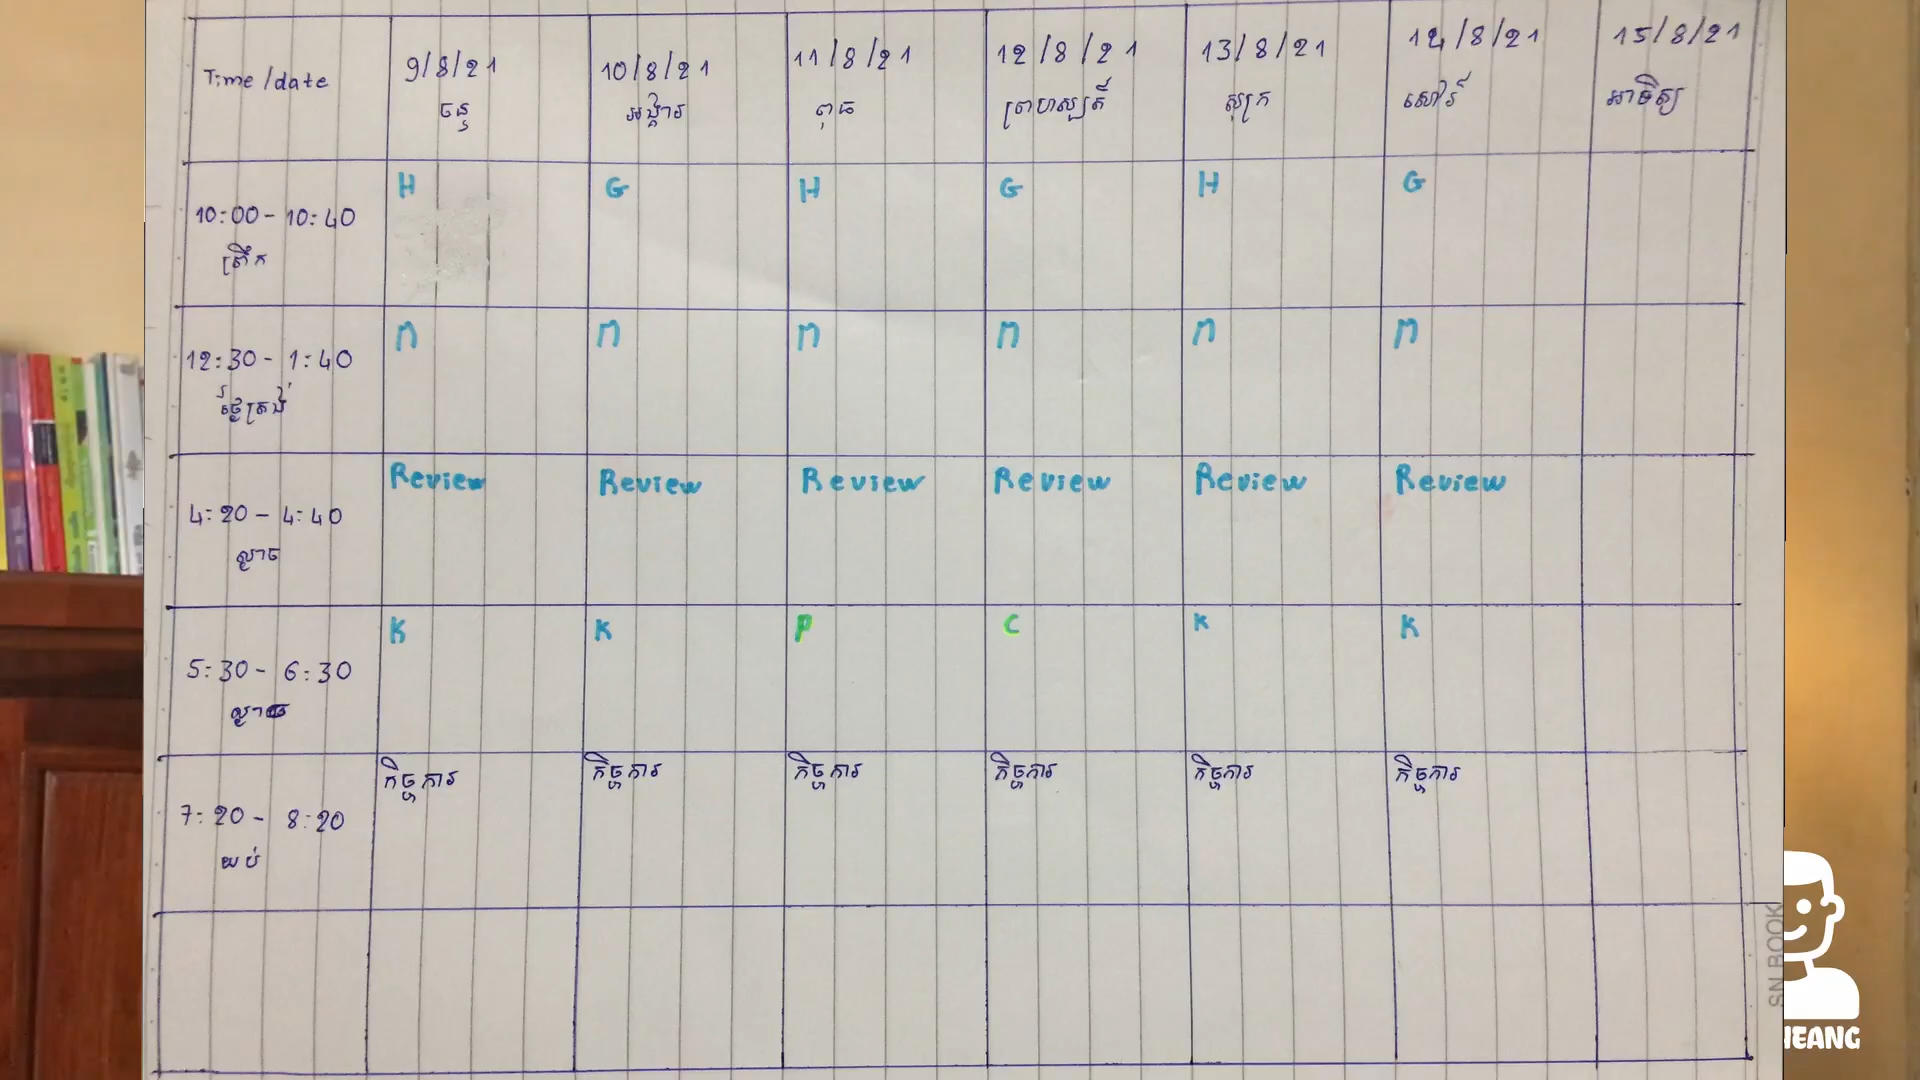 Time/date
9/8/21
ចន្ទ
10/8/21
អង្គារ
11/8/21
ពុធ
12/8/21
ព្រហស្បតិ៍
13/8/21
សុក្រ
14/8/21
សៅរ៍
15/8/21
អាទិត្យ
10:00 - 10:40
ព្រឹក
H
G
H
G
H
G
12:30 - 1:40
ថ្ងៃត្រង់
M
M
M
M
M
M
4:20 - 4:40
ល្ងាច
Review
Review
Review
Review
Review
Review
5:30 - 6:30
ល្ងាច
K
K
P
C
K
K
7:20 - 8:20
យប់
កិច្ចការ
កិច្ចការ
កិច្ចការ
កិច្ចការ
កិច្ចការ
កិច្ចការ
SN BOOK
HEANG